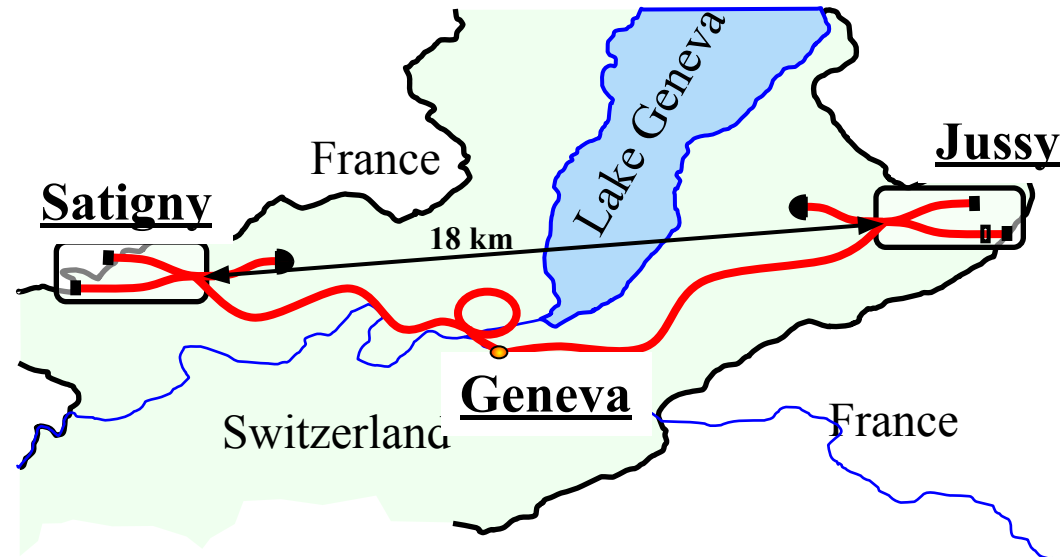 Lake Geneva
Jussy
France
Satigny
18 km
Geneva
Switzerland
France